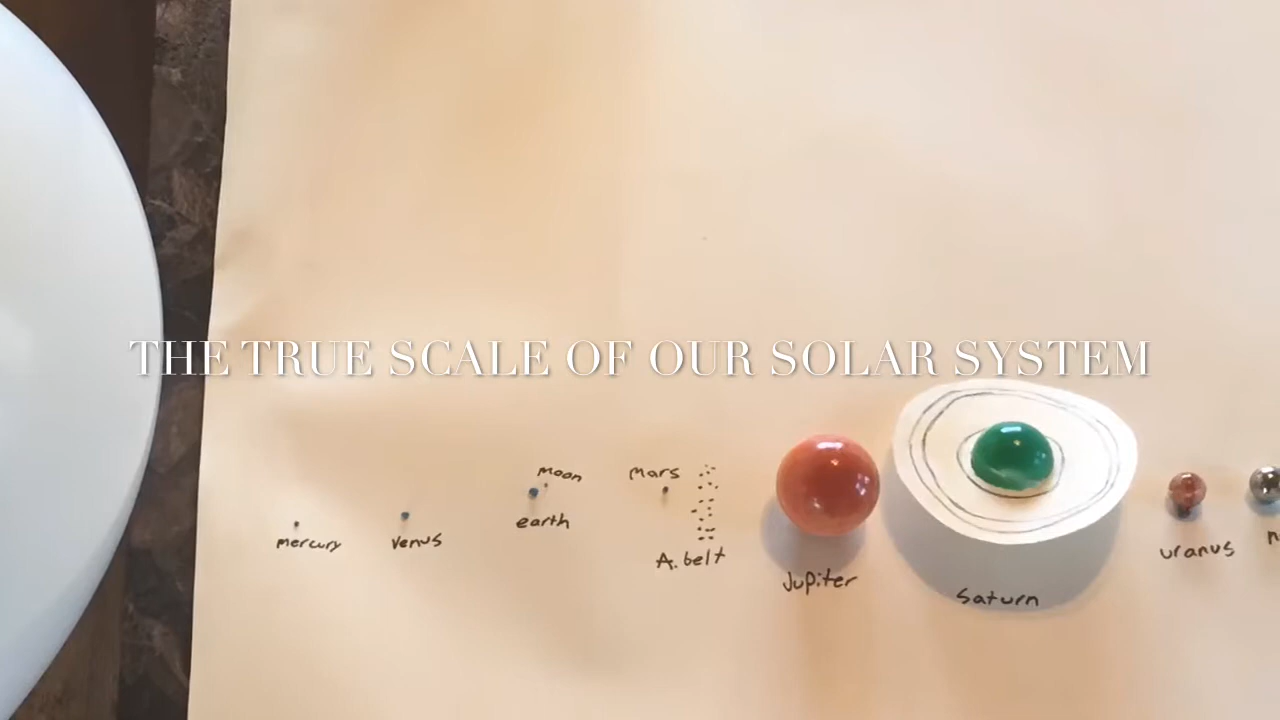 THE TRUE SCALE OF OUR SOLAR SYSTEM
moon
mars
earth
mercury
venus
A. belt
Jupiter
Saturn
uranus